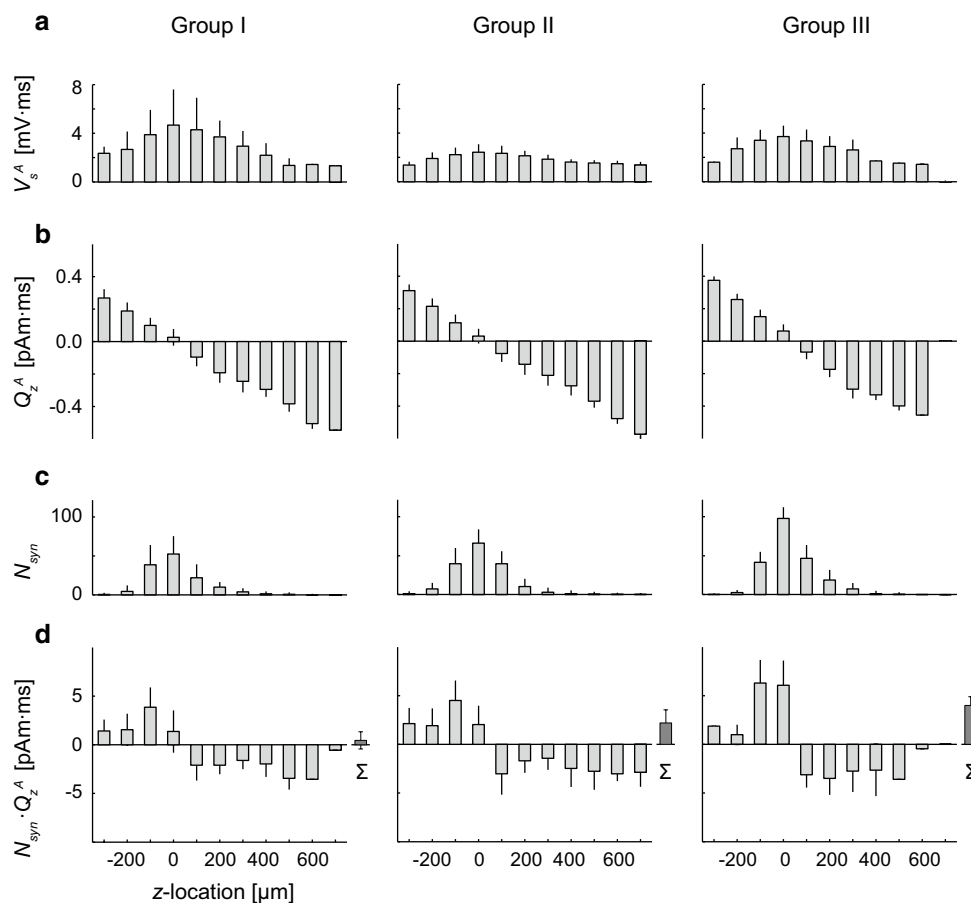 a Group I Group II Group III
V_s^A [mV·ms]
8
4
0
b
Q_z^A [pAm·ms]
0.4
0.0
-0.4
c
N_syn
100
0
d
N_syn·Q_z^A [pAm·ms]
5
0
-5
Σ Σ Σ
-200 0 200 400 600 -200 0 200 400 600 -200 0 200 400 600
z-location [μm]